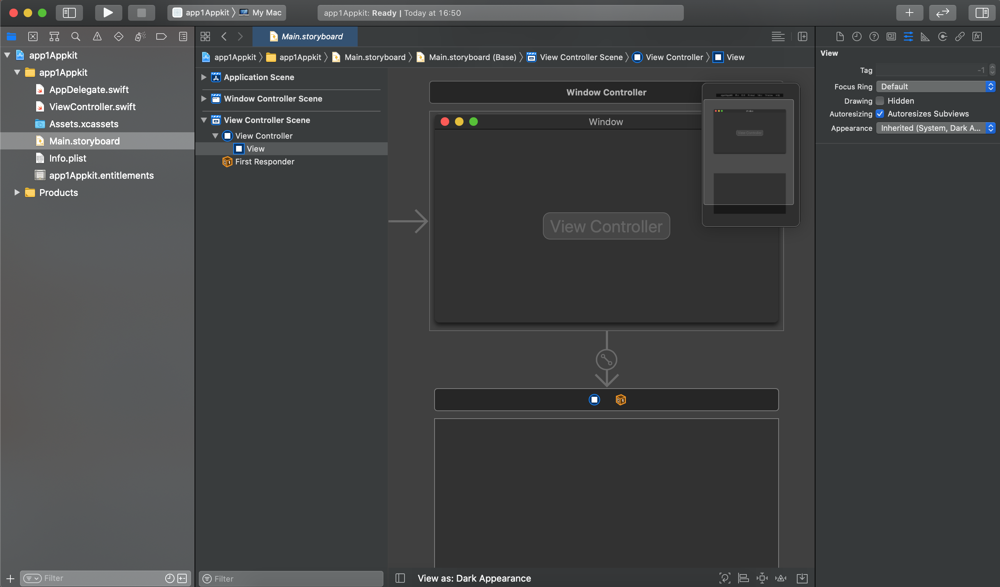 app1Appkit My Mac
app1Appkit: Ready | Today at 16:50
app1Appkit
app1Appkit
AppDelegate.swift
ViewController.swift
Assets.xcassets
Main.storyboard
Info.plist
app1Appkit.entitlements
Products
Filter
Main.storyboard
app1Appkit app1Appkit Main.storyboard Main.storyboard (Base) View Controller Scene View Controller View
Application Scene
Window Controller Scene
View Controller Scene
View Controller
View
First Responder
Filter
Window Controller
Window
View Controller
View Controller
View as: Dark Appearance
View
Tag -1
Focus Ring Default
Drawing Hidden
Autoresizing Autoresizes Subviews
Appearance Inherited (System, Dark A...